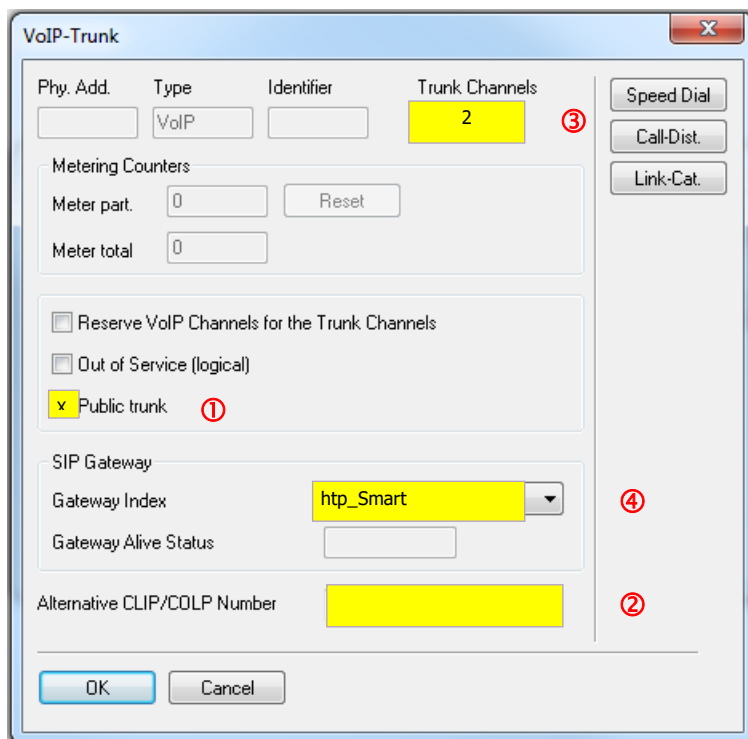 VoIP-Trunk
Phy. Add. Type Identifier Trunk Channels
VoIP 2 ③
Speed Dial
Call-Dist.
Link-Cat.
Metering Counters
Meter part. 0 Reset
Meter total 0
Reserve VoIP Channels for the Trunk Channels
Out of Service (logical)
x Public trunk ①
SIP Gateway
Gateway Index htp_Smart ④
Gateway Alive Status
Alternative CLIP/COLP Number ②
OK Cancel